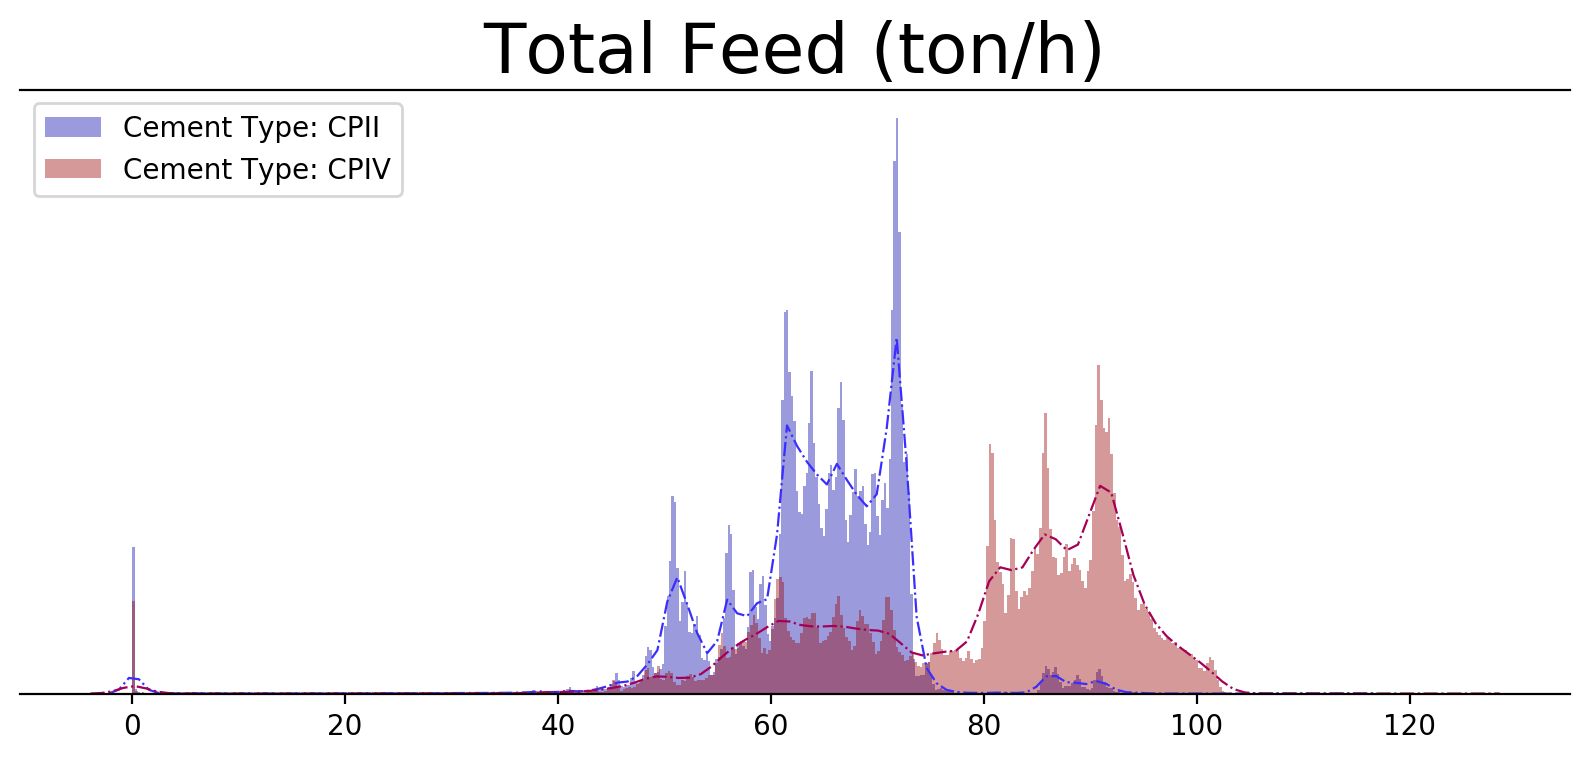 Total Feed (ton/h)
Cement Type: CPII
Cement Type: CPIV
0 20 40 60 80 100 120